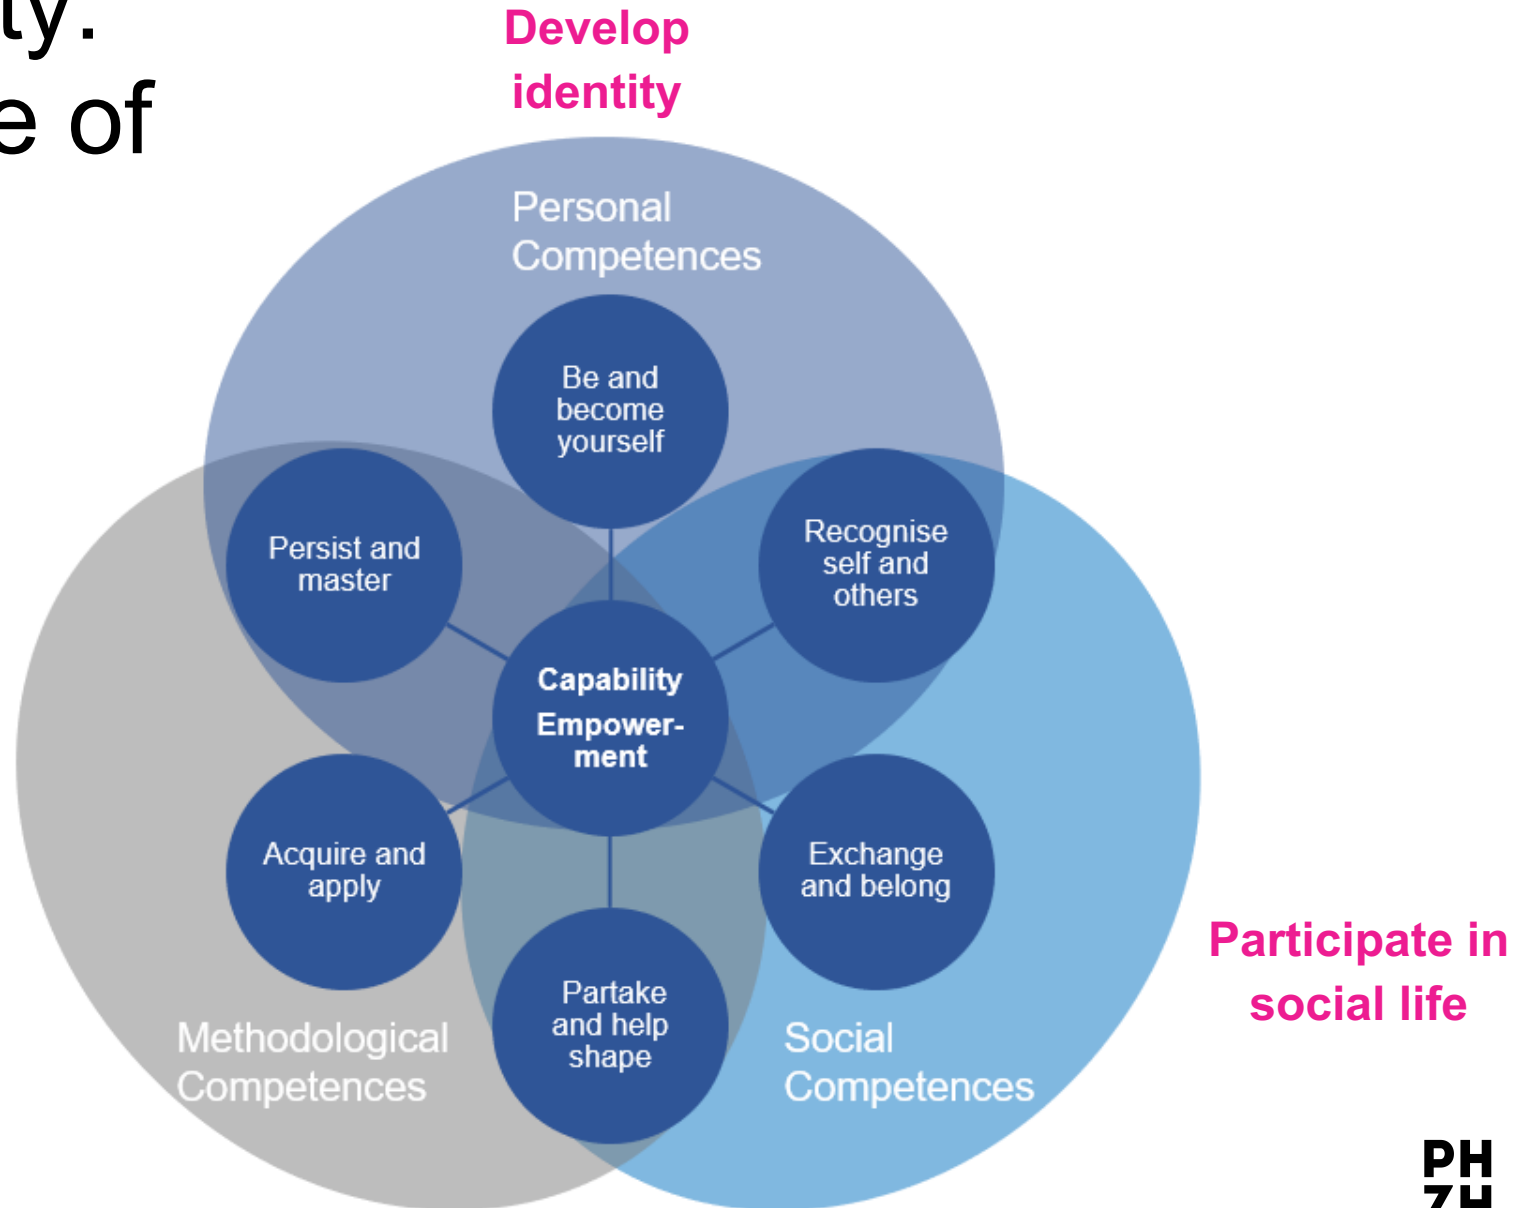 ty.
e of
Develop
identity
Personal
Competences
Be and
become
yourself
Persist and
master
Recognise
self and
others
Capability
Empower-
ment
Acquire and
apply
Exchange
and belong
Partake
and help
shape
Methodological
Competences
Social
Competences
Participate in
social life
PH
ZH